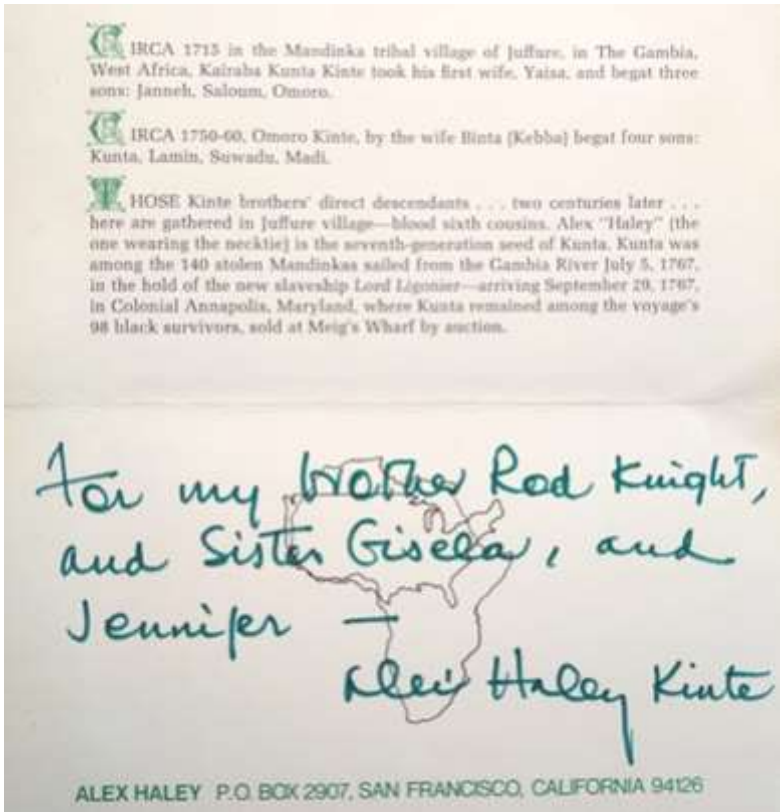 CIRCA 1715 in the Mandinka tribal village of Juffure, in The Gambia,
West Africa, Kairaba Kunta Kinte took his first wife, Yaisa, and begat three
sons: Janneh, Saloum, Omoro.
CIRCA 1750-60, Omoro Kinte, by the wife Binta (Kebba) begat four sons:
Kunta, Lamin, Suwadu, Madi.
THOSE Kinte brothers' direct descendants . . . two centuries later . . .
here are gathered in Juffure village—blood sixth cousins. Alex "Haley" (the
one wearing the necktie) is the seventh-generation seed of Kunta. Kunta was
among the 140 stolen Mandinkas sailed from the Gambia River July 5, 1767,
in the hold of the new slaveship Lord Ligonier—arriving September 29, 1767,
in Colonial Annapolis, Maryland, where Kunta remained among the voyage's
98 black survivors, sold at Meig's Wharf by auction.
For my brother Rod Knight,
and Sister Gisela, and
Jennifer —
Alex Haley Kinte
ALEX HALEY P.O. BOX 2907, SAN FRANCISCO, CALIFORNIA 94126